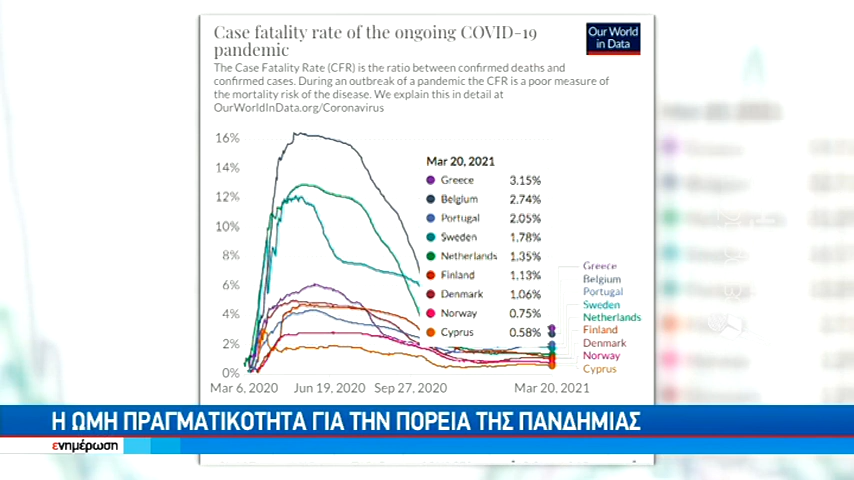 Case fatality rate of the ongoing COVID-19
pandemic
Our World
in Data
The Case Fatality Rate (CFR) is the ratio between confirmed deaths and
confirmed cases. During an outbreak of a pandemic the CFR is a poor measure of
the mortality risk of the disease. We explain this in detail at
OurWorldInData.org/Coronavirus
16%
14%
12%
10%
8%
6%
4%
2%
0%
Mar 20, 2021
Greece 3.15%
Belgium 2.74%
Portugal 2.05%
Sweden 1.78%
Netherlands 1.35%
Finland 1.13%
Denmark 1.06%
Norway 0.75%
Cyprus 0.58%
Greece
Belgium
Portugal
Sweden
Netherlands
Finland
Denmark
Norway
Cyprus
Mar 6, 2020 Jun 19, 2020 Sep 27, 2020 Mar 20, 2021
Η ΩΜΗ ΠΡΑΓΜΑΤΙΚΟΤΗΤΑ ΓΙΑ ΤΗΝ ΠΟΡΕΙΑ ΤΗΣ ΠΑΝΔΗΜΙΑΣ
ενημέρωση